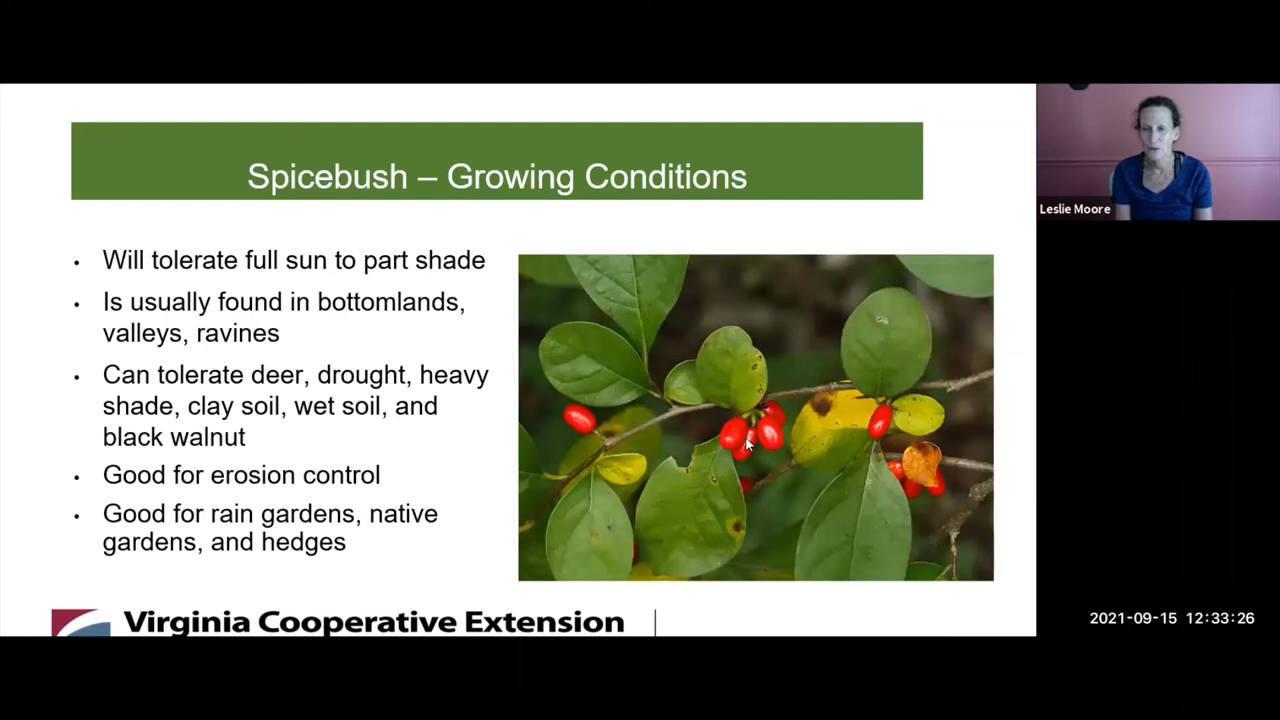 Spicebush – Growing Conditions
• Will tolerate full sun to part shade
• Is usually found in bottomlands,
valleys, ravines
• Can tolerate deer, drought, heavy
shade, clay soil, wet soil, and
black walnut
• Good for erosion control
• Good for rain gardens, native
gardens, and hedges
Virginia Cooperative Extension
Leslie Moore
2021-09-15 12:33:26